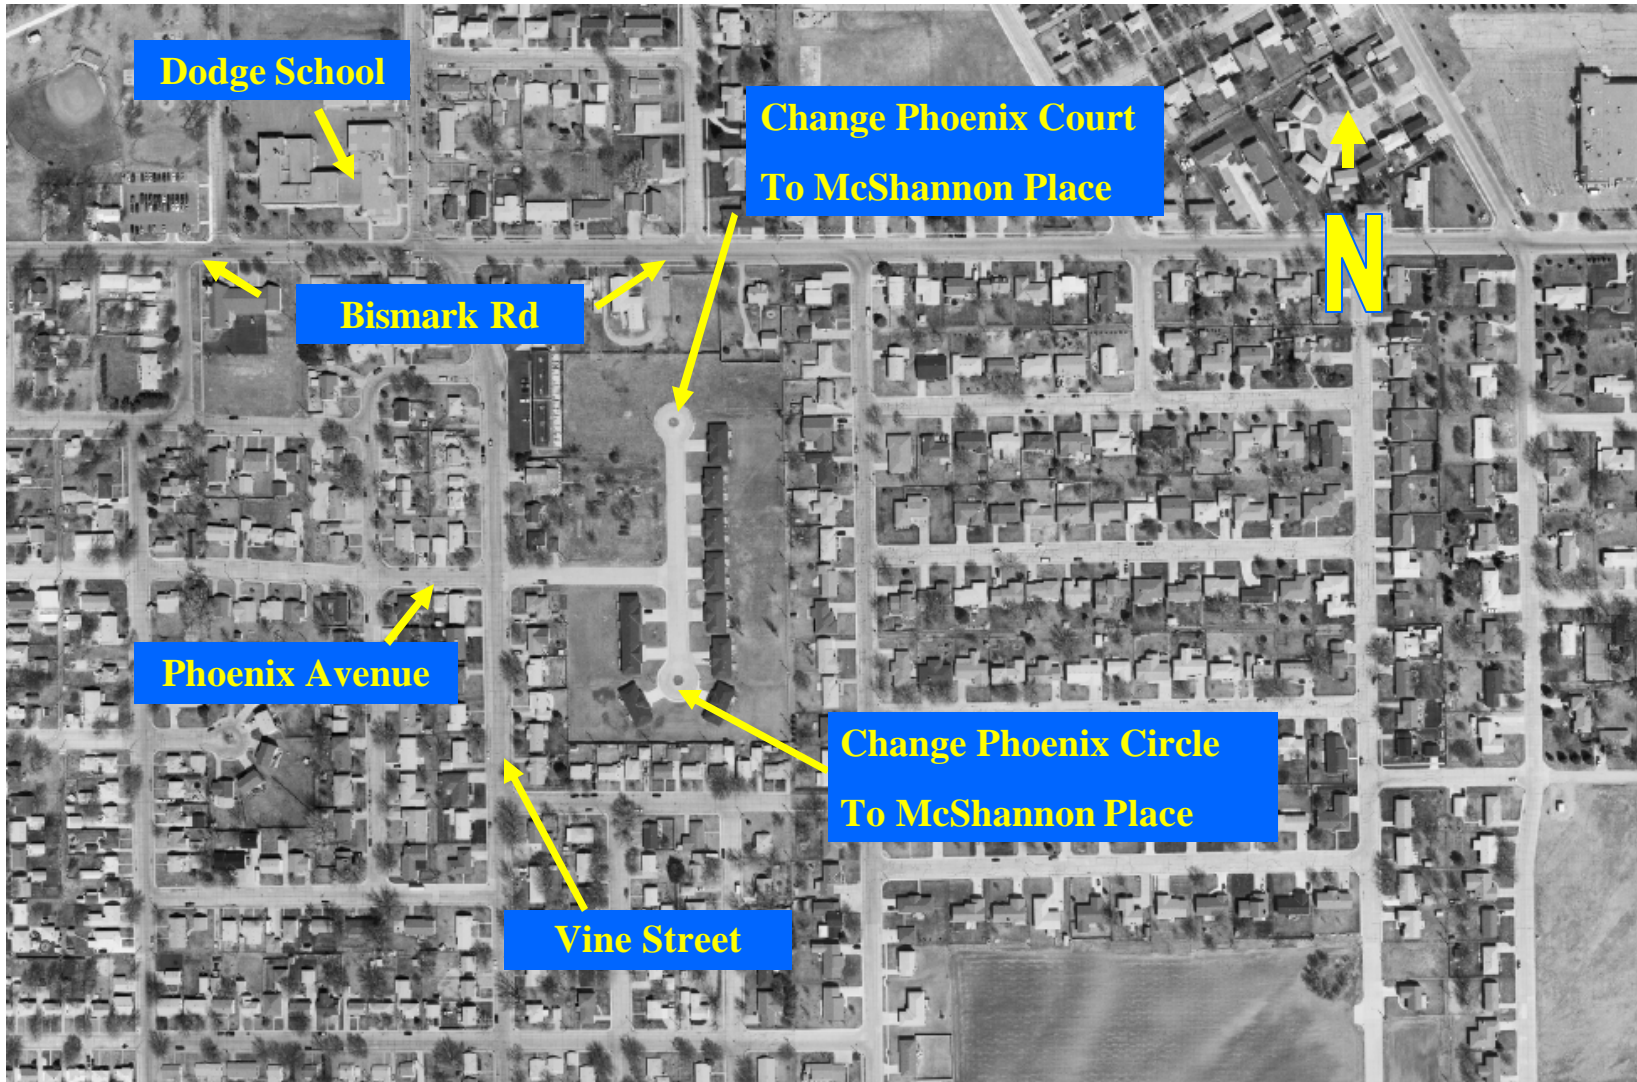 Dodge School
Change Phoenix Court
To McShannon Place
N
Bismark Rd
Phoenix Avenue
Change Phoenix Circle
To McShannon Place
Vine Street